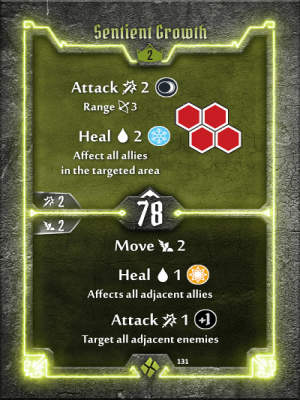 Sentient Growth
2
Attack 2
Range 3
Heal 2
Affect all allies
in the targeted area
2
78
2
Move 2
Heal 1
Affects all adjacent allies
Attack 1 +1
Target all adjacent enemies
131